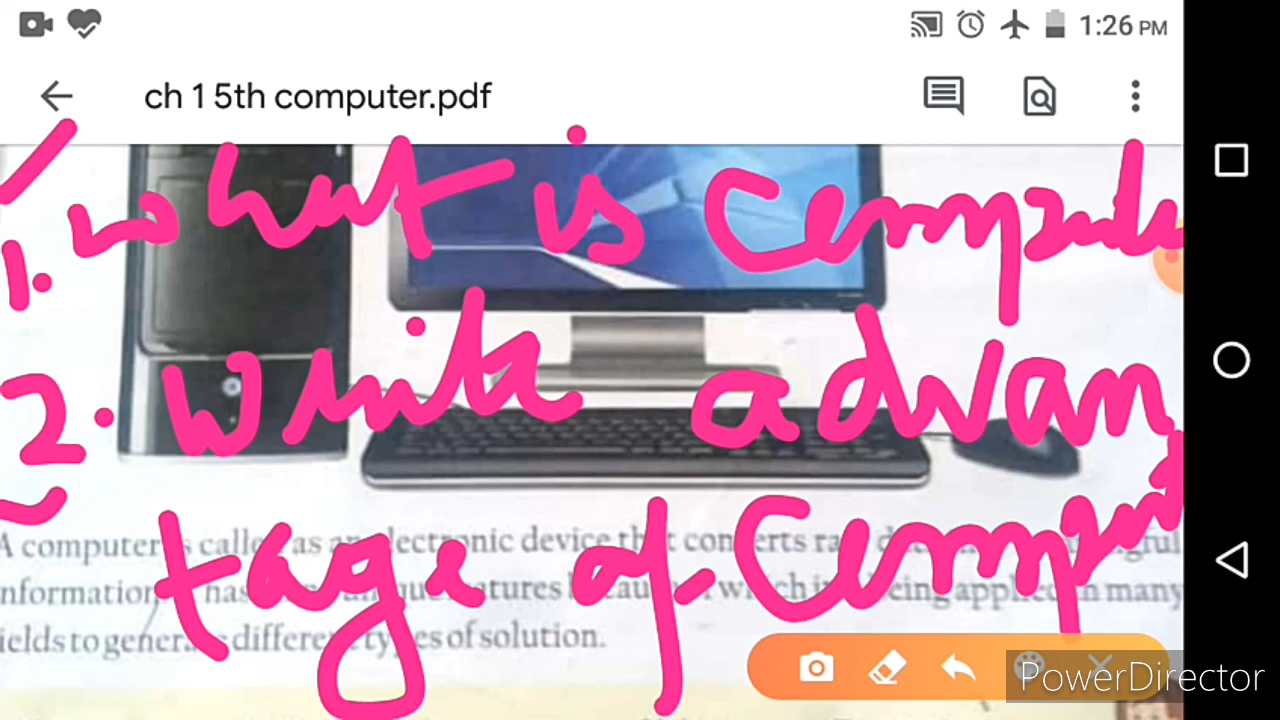 1:26 PM
ch 1 5th computer.pdf
1. what is Compute
2. write advan
tage of Comput
A computer is called as an electronic device that converts raw data
information. has unique features because of which it is being applied in many
ields to generate different types of solution.
PowerDirector